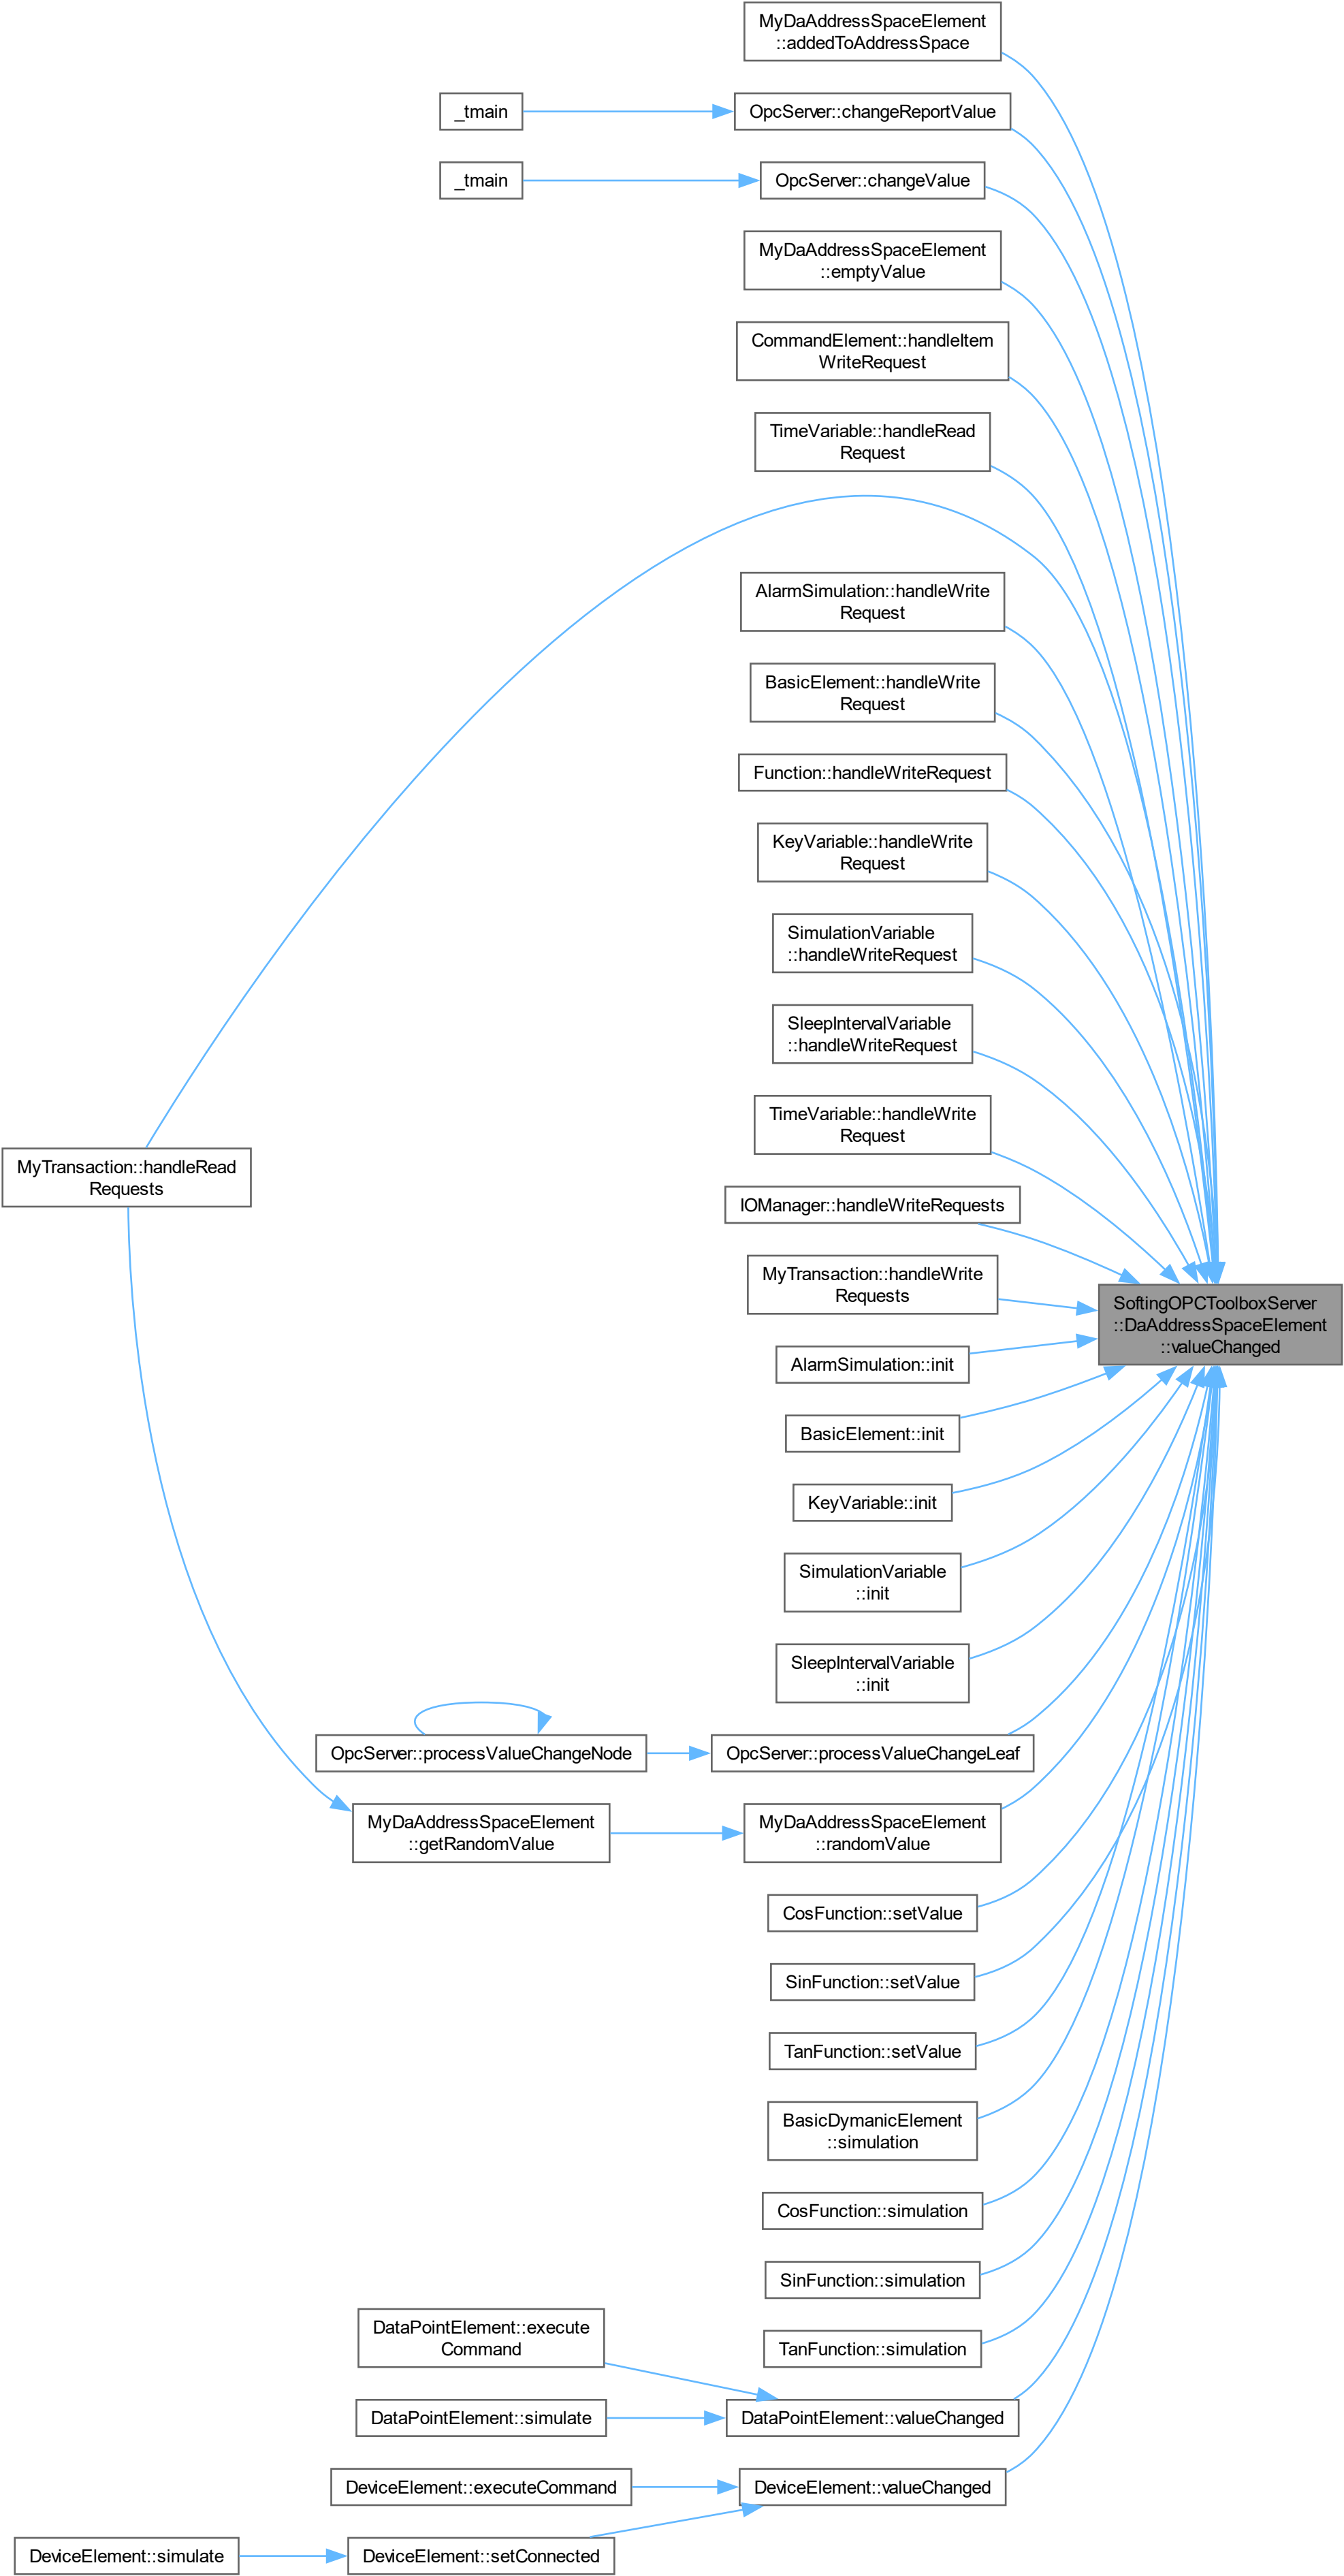 MyDaAddressSpaceElement
::addedToAddressSpace
_tmain
OpcServer::changeReportValue
_tmain
OpcServer::changeValue
MyDaAddressSpaceElement
::emptyValue
CommandElement::handleItem
WriteRequest
TimeVariable::handleRead
Request
AlarmSimulation::handleWrite
Request
BasicElement::handleWrite
Request
Function::handleWriteRequest
KeyVariable::handleWrite
Request
SimulationVariable
::handleWriteRequest
SleepIntervalVariable
::handleWriteRequest
TimeVariable::handleWrite
Request
MyTransaction::handleRead
Requests
IOManager::handleWriteRequests
MyTransaction::handleWrite
Requests
SoftingOPCToolboxServer
::DaAddressSpaceElement
::valueChanged
AlarmSimulation::init
BasicElement::init
KeyVariable::init
SimulationVariable
::init
SleepIntervalVariable
::init
OpcServer::processValueChangeNode
OpcServer::processValueChangeLeaf
MyDaAddressSpaceElement
::getRandomValue
MyDaAddressSpaceElement
::randomValue
CosFunction::setValue
SinFunction::setValue
TanFunction::setValue
BasicDymanicElement
::simulation
CosFunction::simulation
SinFunction::simulation
TanFunction::simulation
DataPointElement::execute
Command
DataPointElement::simulate
DataPointElement::valueChanged
DeviceElement::executeCommand
DeviceElement::valueChanged
DeviceElement::simulate
DeviceElement::setConnected